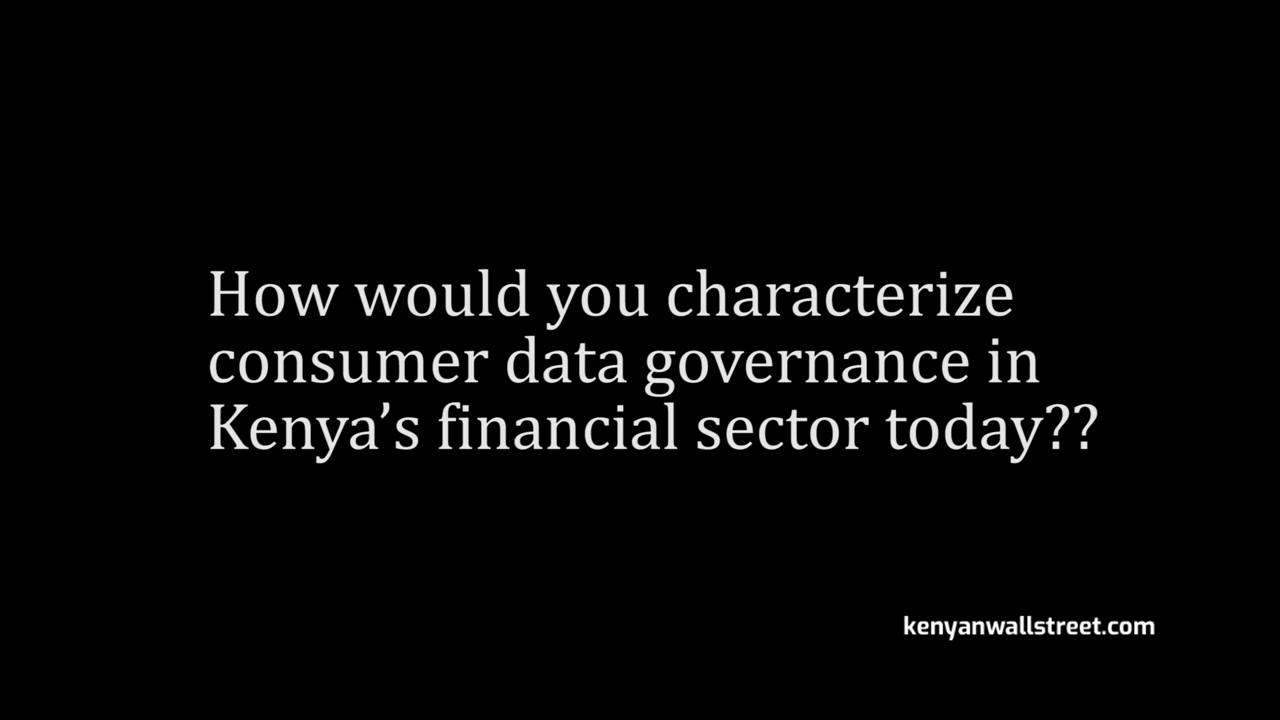 How would you characterize
consumer data governance in
Kenya’s financial sector today??
kenyanwallstreet.com